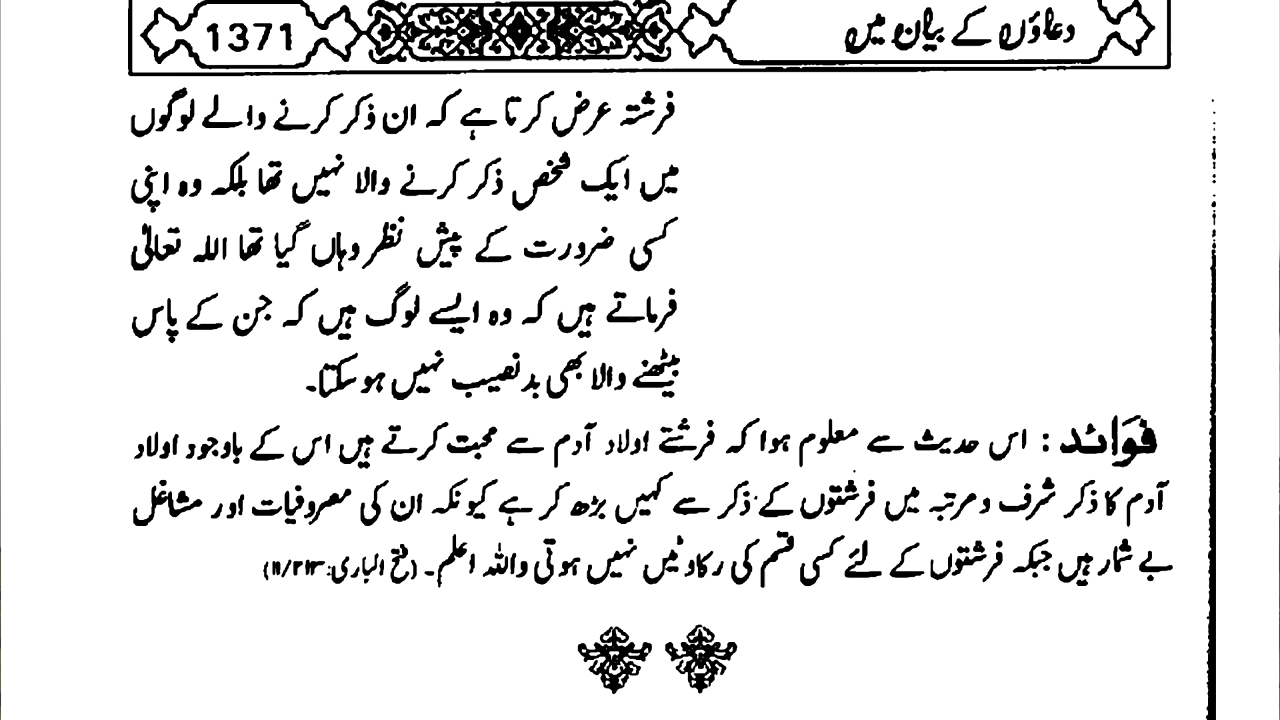 دعاؤں کے بیان میں 1371
فرشتہ عرض کرتا ہے کہ ان ذکر کرنے والے لوگوں
میں ایک شخص ذکر کرنے والا نہیں تھا بلکہ وہ اپنی
کسی ضرورت کے پیش نظر وہاں گیا تھا اللہ تعالیٰ
فرماتے ہیں کہ وہ ایسے لوگ ہیں کہ جن کے پاس
بیٹھنے والا بھی بد نصیب نہیں ہو سکتا۔
فَوَائد : اس حدیث سے معلوم ہوا کہ فرشتے اولاد آدم سے محبت کرتے ہیں اس کے باوجود اولاد
آدم کا ذکر شرف و مرتبہ میں فرشتوں کے ذکر سے کہیں بڑھ کر ہے کیونکہ ان کی مصروفیات اور مشاغل
بے شمار ہیں جبکہ فرشتوں کے لئے کسی قسم کی رکاوٹیں نہیں ہوتی واللہ اعلم۔ (فتح الباری: ۱۱/۲۱۳)